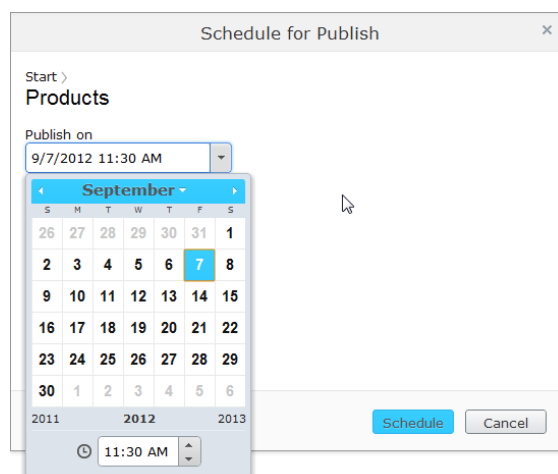 Schedule for Publish ×
Start >
Products
Publish on
9/7/2012 11:30 AM
September
S M T W T F S
26 27 28 29 30 31 1
2 3 4 5 6 7 8
9 10 11 12 13 14 15
16 17 18 19 20 21 22
23 24 25 26 27 28 29
30 1 2 3 4 5 6
2011 2012 2013
11:30 AM
Schedule Cancel